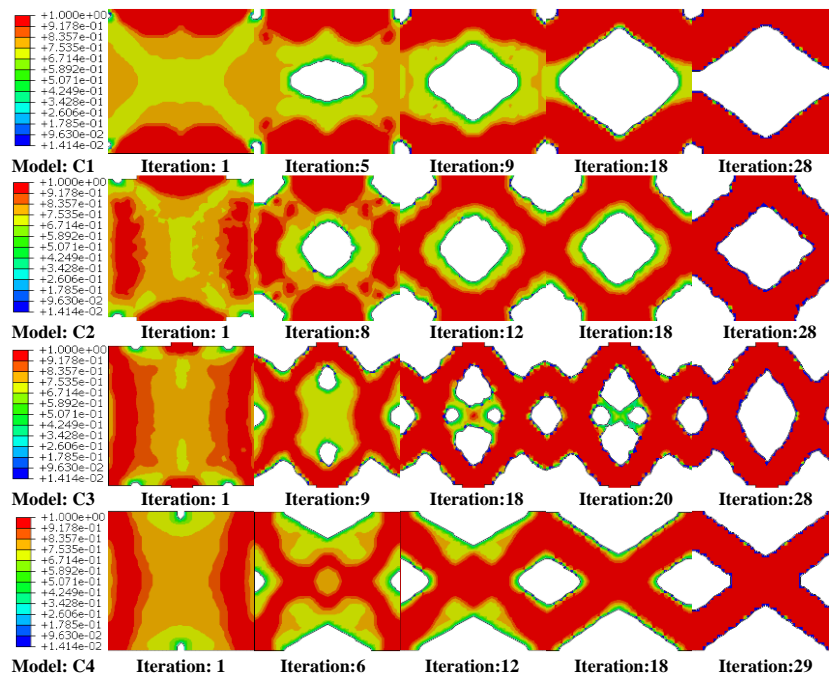 +1.000e+00
+9.178e-01
+8.357e-01
+7.535e-01
+6.714e-01
+5.892e-01
+5.071e-01
+4.249e-01
+3.428e-01
+2.606e-01
+1.785e-01
+9.630e-02
+1.414e-02
Model: C1 Iteration: 1 Iteration:5 Iteration:9 Iteration:18 Iteration:28
+1.000e+00
+9.178e-01
+8.357e-01
+7.535e-01
+6.714e-01
+5.892e-01
+5.071e-01
+4.249e-01
+3.428e-01
+2.606e-01
+1.785e-01
+9.630e-02
+1.414e-02
Model: C2 Iteration: 1 Iteration:8 Iteration:12 Iteration:18 Iteration:28
+1.000e+00
+9.178e-01
+8.357e-01
+7.535e-01
+6.714e-01
+5.892e-01
+5.071e-01
+4.249e-01
+3.428e-01
+2.606e-01
+1.785e-01
+9.630e-02
+1.414e-02
Model: C3 Iteration: 1 Iteration:9 Iteration:18 Iteration:20 Iteration:28
+1.000e+00
+9.178e-01
+8.357e-01
+7.535e-01
+6.714e-01
+5.892e-01
+5.071e-01
+4.249e-01
+3.428e-01
+2.606e-01
+1.785e-01
+9.630e-02
+1.414e-02
Model: C4 Iteration: 1 Iteration:6 Iteration:12 Iteration:18 Iteration:29